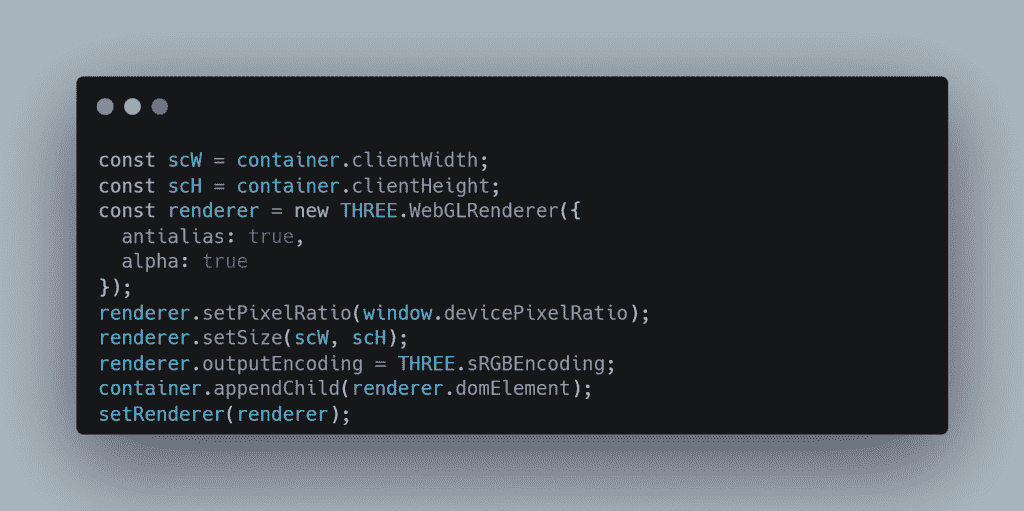 const scW = container.clientWidth;
const scH = container.clientHeight;
const renderer = new THREE.WebGLRenderer({
  antialias: true,
  alpha: true
});
renderer.setPixelRatio(window.devicePixelRatio);
renderer.setSize(scW, scH);
renderer.outputEncoding = THREE.sRGBEncoding;
container.appendChild(renderer.domElement);
setRenderer(renderer);